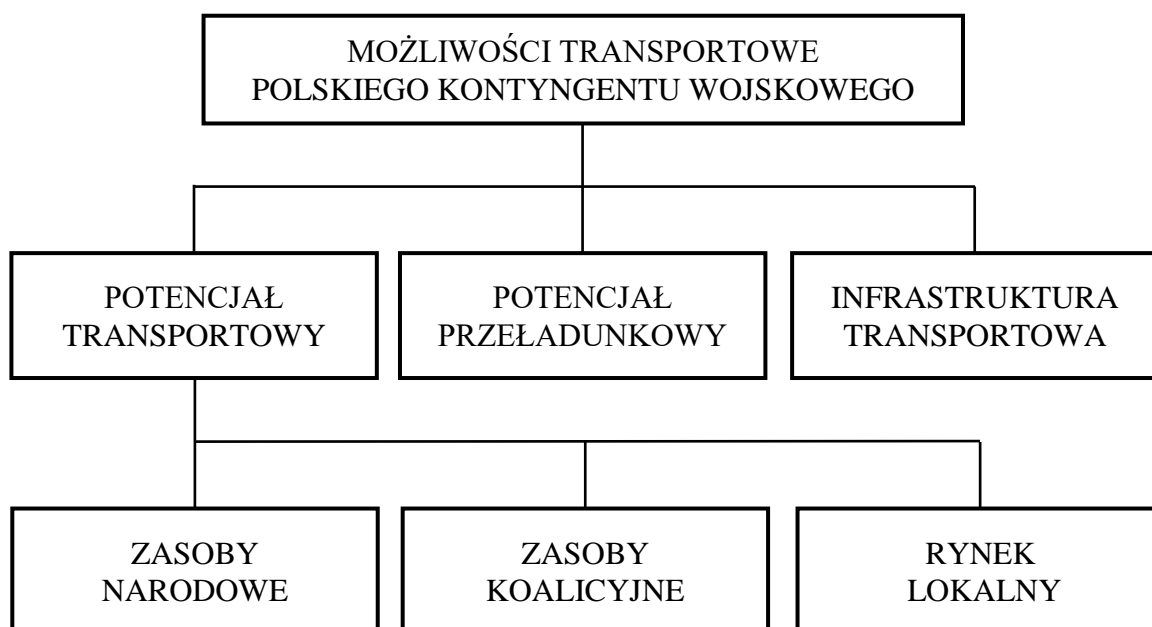 MOŻLIWOŚCI TRANSPORTOWE
POLSKIEGO KONTYNGENTU WOJSKOWEGO
POTENCJAŁ
TRANSPORTOWY
POTENCJAŁ
PRZEŁADUNKOWY
INFRASTRUKTURA
TRANSPORTOWA
ZASOBY
NARODOWE
ZASOBY
KOALICYJNE
RYNEK
LOKALNY